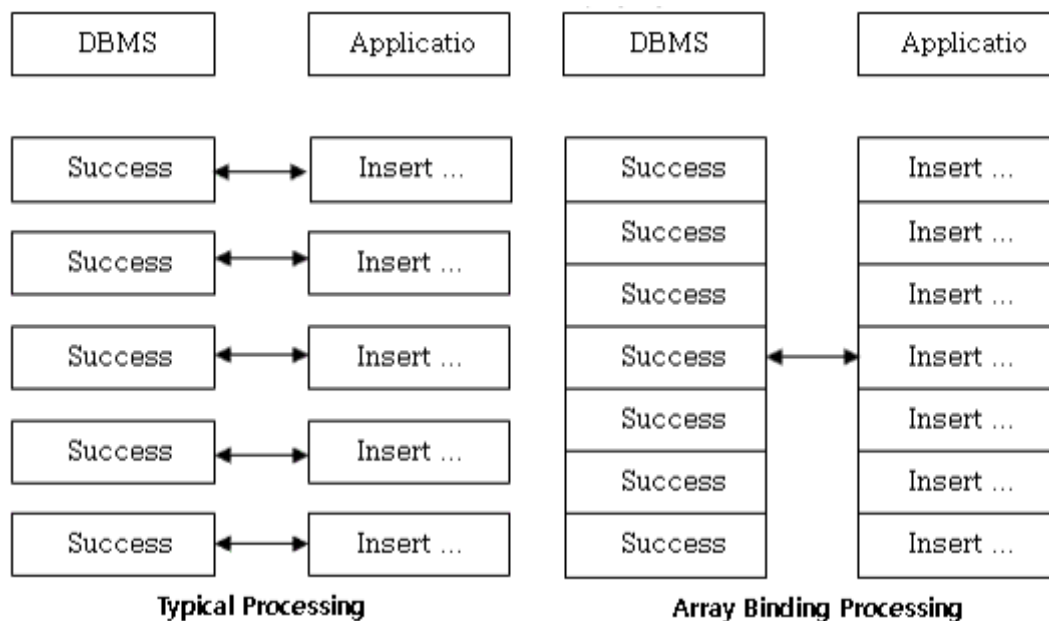 DBMS Applicatio DBMS Applicatio
Success Insert ... Success Insert ...
Success Insert ... Success Insert ...
Success Insert ...
Success Insert ... Success Insert ...
Success Insert ... Success Insert ...
Success Insert ...
Success Insert ... Success Insert ...
Typical Processing Array Binding Processing